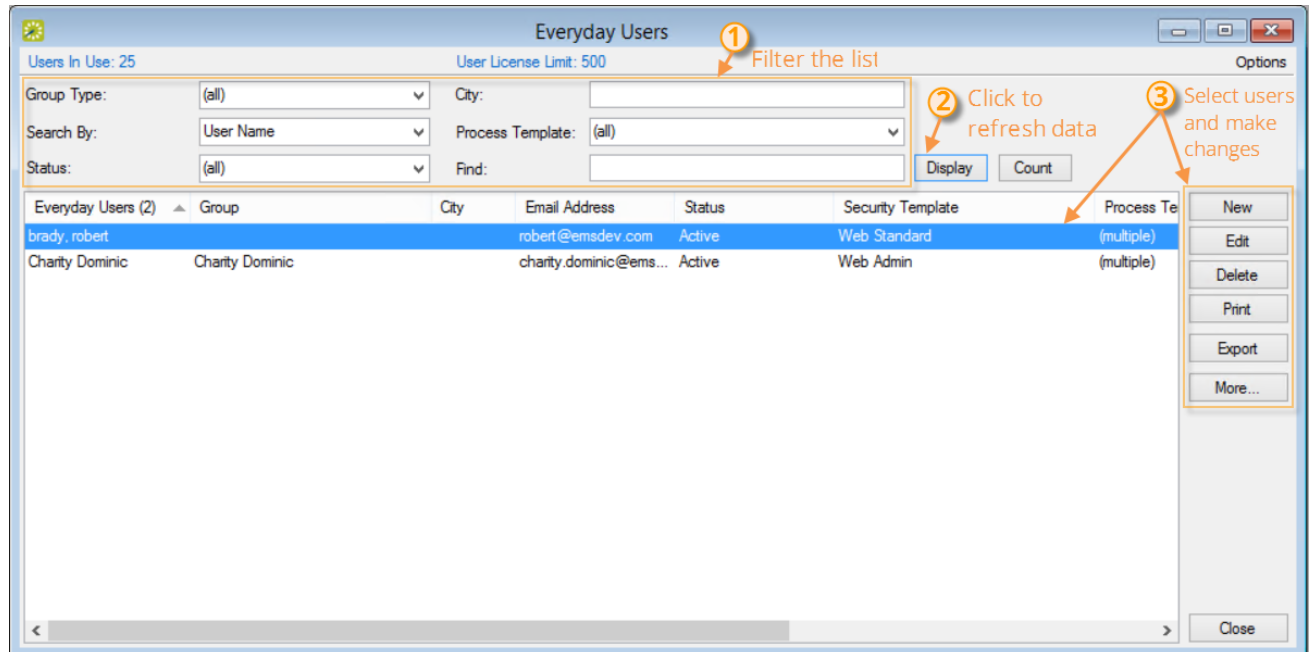 Everyday Users
Users In Use: 25 User License Limit: 500 Options
1 Filter the list
Group Type: (all) City:
Search By: User Name Process Template: (all)
Status: (all) Find: Display Count
2 Click to
refresh data
3 Select users
and make
changes
Everyday Users (2) Group City Email Address Status Security Template Process Te
brady, robert robert@emsdev.com Active Web Standard (multiple)
Charity Dominic Charity Dominic charity.dominic@ems... Active Web Admin (multiple)
New
Edit
Delete
Print
Export
More...
Close